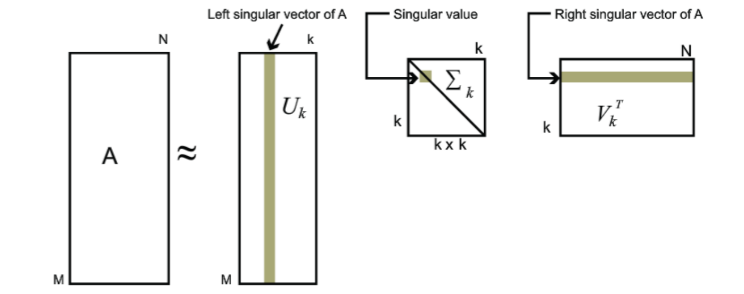 Left singular vector of A
Singular value
Right singular vector of A
N
k
k
N
U_k
Σ_k
V_k^T
A
≈
k
k
k x k
M
M